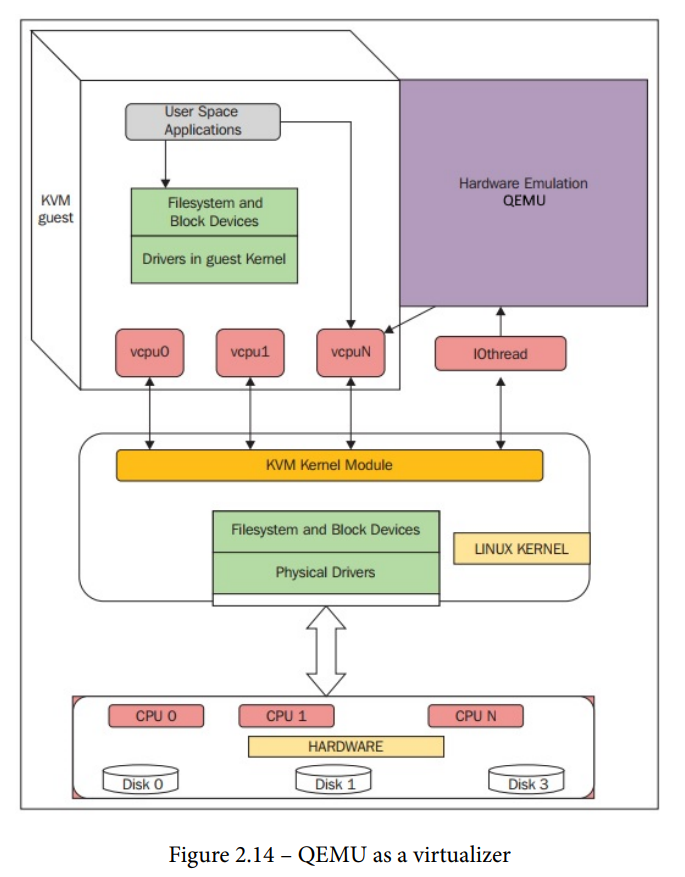 User Space
Applications
KVM
guest
Hardware Emulation
QEMU
Filesystem and
Block Devices
Drivers in guest Kernel
vcpu0
vcpu1
vcpuN
IOthread
KVM Kernel Module
Filesystem and Block Devices
LINUX KERNEL
Physical Drivers
CPU 0
CPU 1
CPU N
HARDWARE
Disk 0
Disk 1
Disk 3
Figure 2.14 – QEMU as a virtualizer